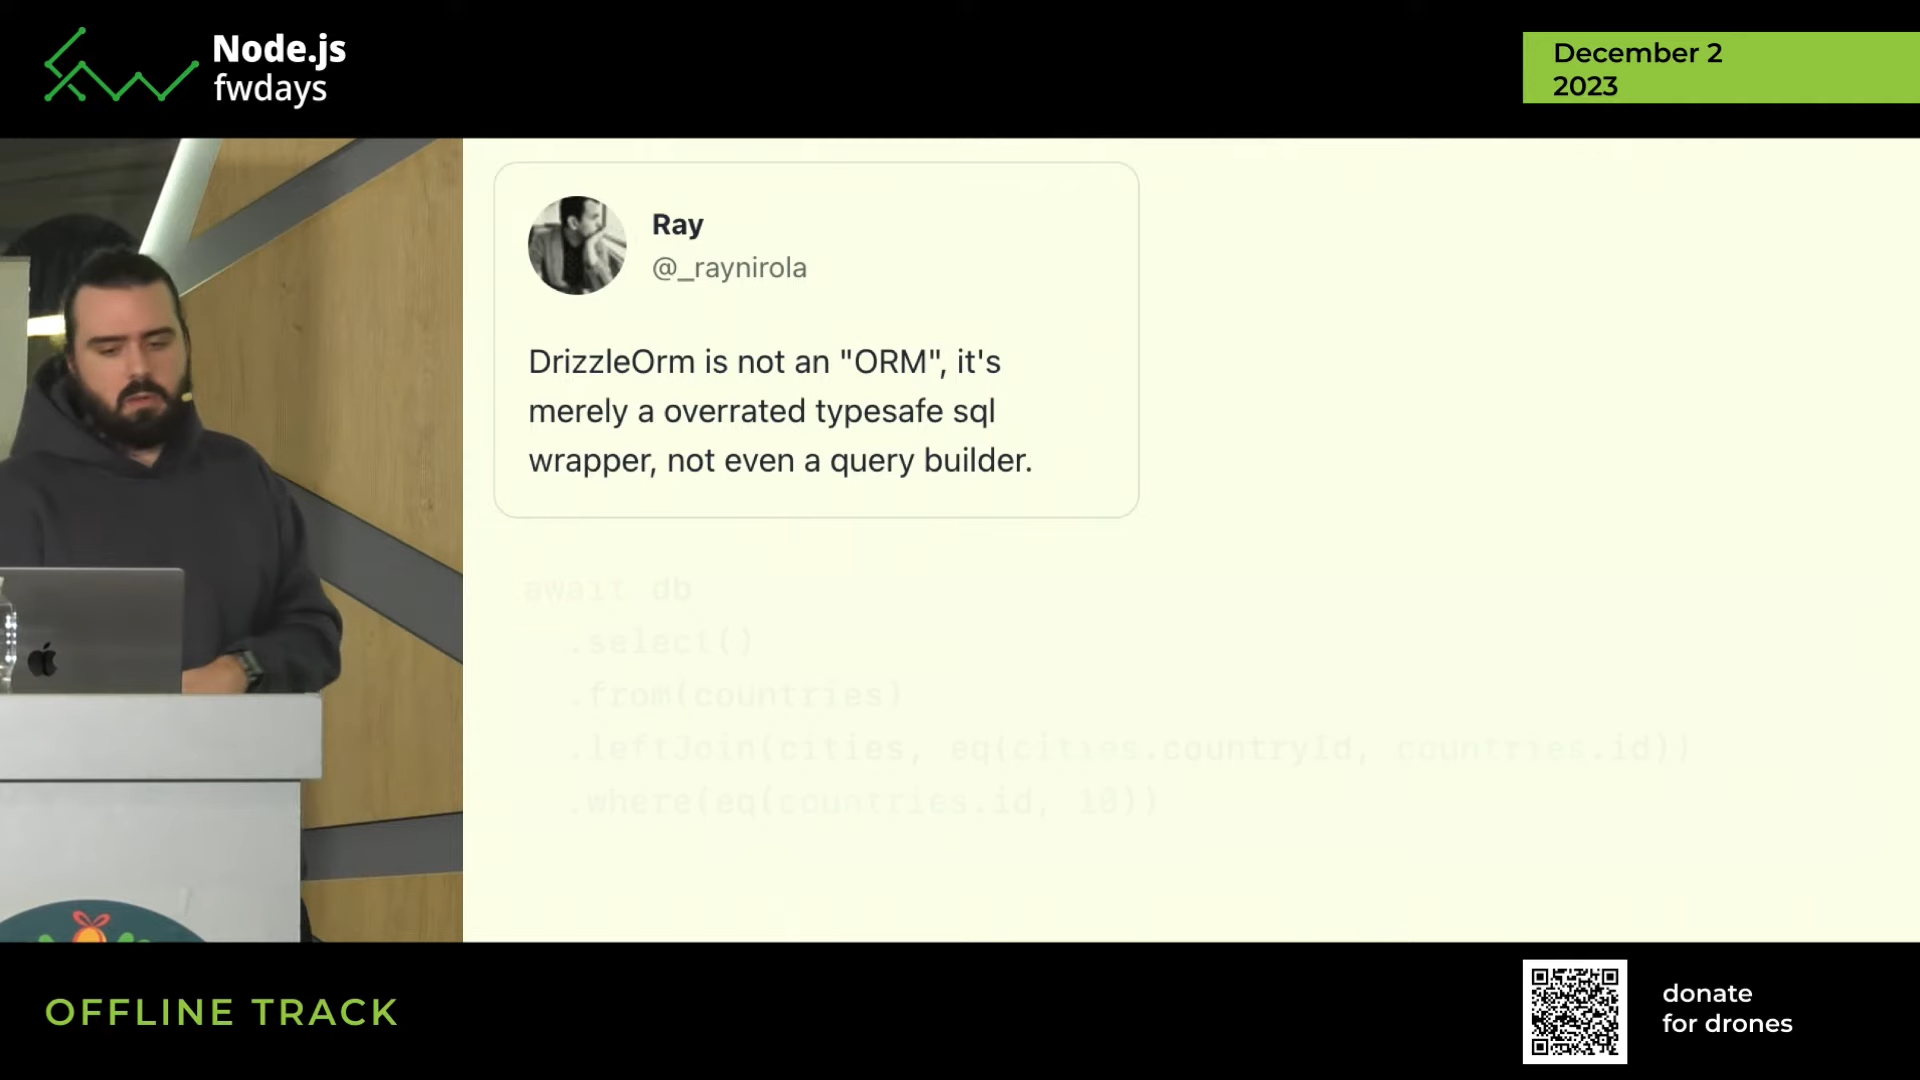 Node.js
fwdays
December 2
2023
Ray
@_raynirola
DrizzleOrm is not an "ORM", it's
merely a overrated typesafe sql
wrapper, not even a query builder.
await db
.select()
.from(countries)
.leftJoin(cities, eq(cities.countryId, countries.id))
.where(eq(countries.id, 10))
OFFLINE TRACK
donate
for drones